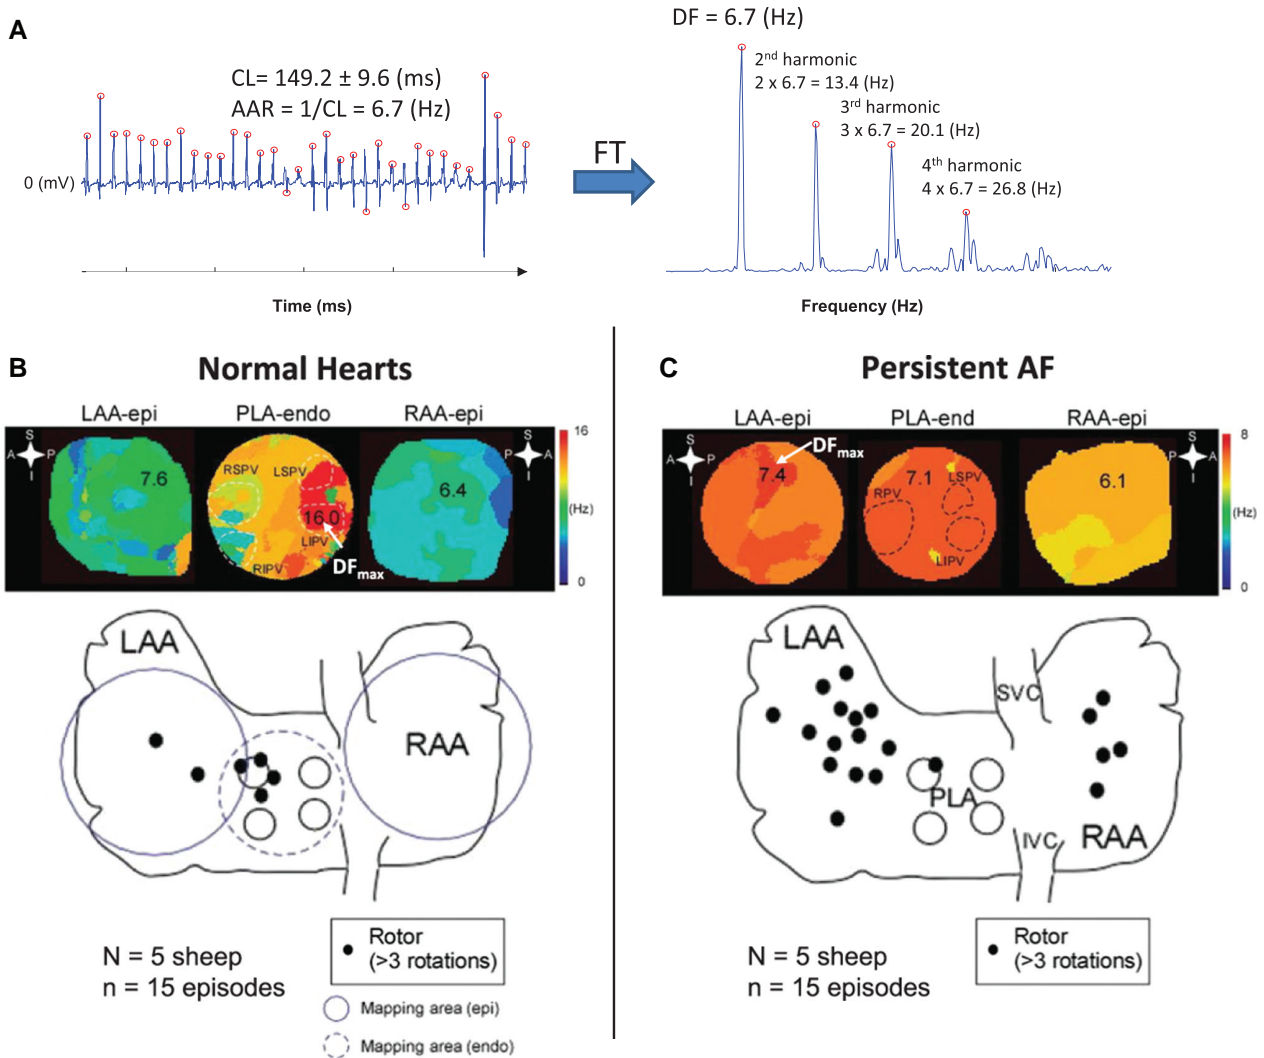 A
CL= 149.2 ± 9.6 (ms)
AAR = 1/CL = 6.7 (Hz)
0 (mV)
Time (ms)
FT
DF = 6.7 (Hz)
2nd harmonic
2 x 6.7 = 13.4 (Hz)
3rd harmonic
3 x 6.7 = 20.1 (Hz)
4th harmonic
4 x 6.7 = 26.8 (Hz)
Frequency (Hz)
B
Normal Hearts
LAA-epi PLA-endo RAA-epi
S
A P
I
7.6
RSPV
LSPV
16.0
LIPV
RIPV
DFmax
6.4
S
P A
I
16
(Hz)
0
LAA
RAA
N = 5 sheep
n = 15 episodes
Rotor
(>3 rotations)
Mapping area (epi)
Mapping area (endo)
C
Persistent AF
LAA-epi PLA-end RAA-epi
S
A P
I
7.4
DFmax
7.1
RPV
LSPV
LIPV
6.1
S
P A
I
8
(Hz)
0
LAA
SVC
PLA
IVC
RAA
N = 5 sheep
n = 15 episodes
Rotor
(>3 rotations)